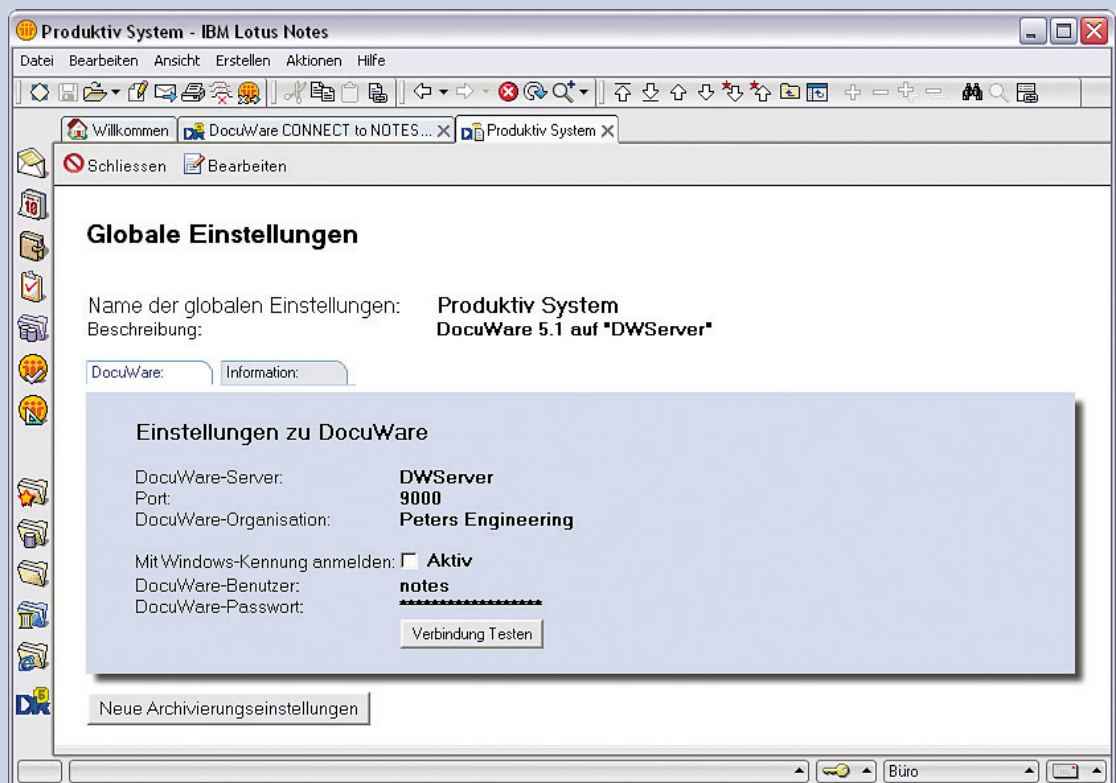 Produktiv System - IBM Lotus Notes
Datei Bearbeiten Ansicht Erstellen Aktionen Hilfe
Willkommen DocuWare CONNECT to NOTES... Produktiv System
Schliessen Bearbeiten
Globale Einstellungen
Name der globalen Einstellungen: Produktiv System
Beschreibung: DocuWare 5.1 auf "DWServer"
DocuWare: Information:
Einstellungen zu DocuWare
DocuWare-Server: DWServer
Port: 9000
DocuWare-Organisation: Peters Engineering
Mit Windows-Kennung anmelden: Aktiv
DocuWare-Benutzer: notes
DocuWare-Passwort: ******************
Verbindung Testen
Neue Archivierungseinstellungen
Büro